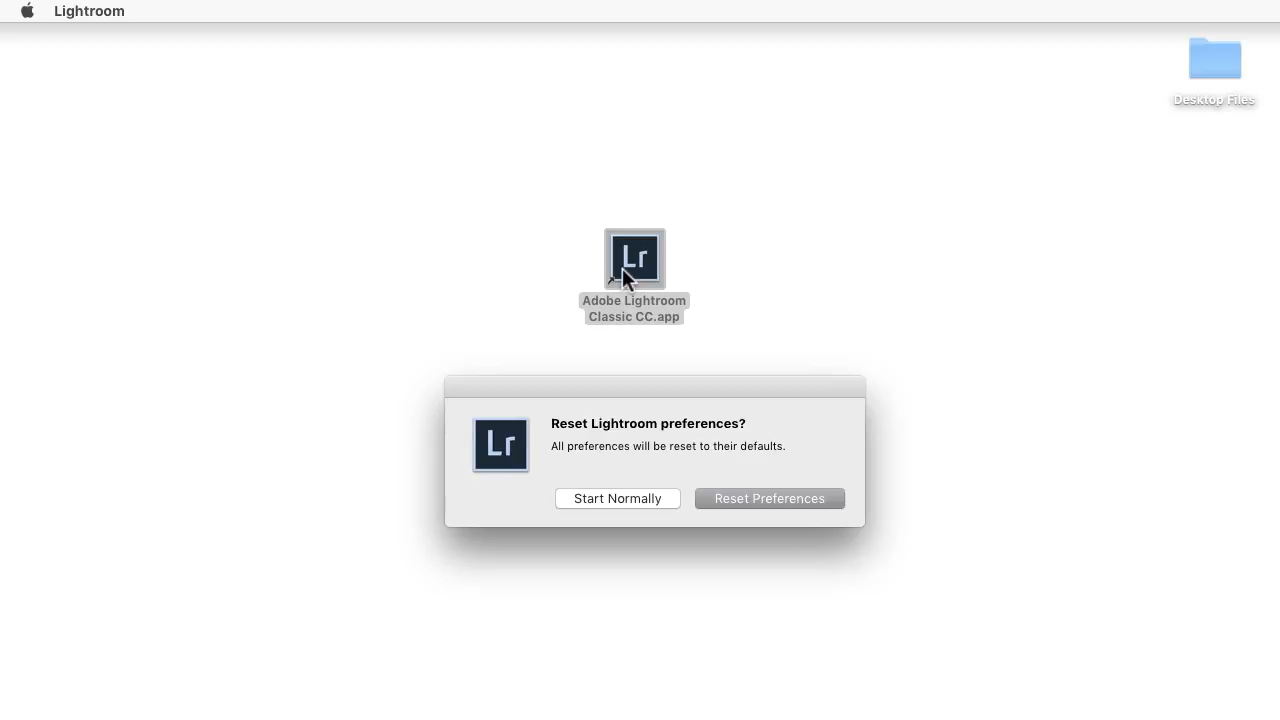 Lightroom
Desktop Files
Lr
Adobe Lightroom
Classic CC.app
Lr
Reset Lightroom preferences?
All preferences will be reset to their defaults.
Start Normally
Reset Preferences